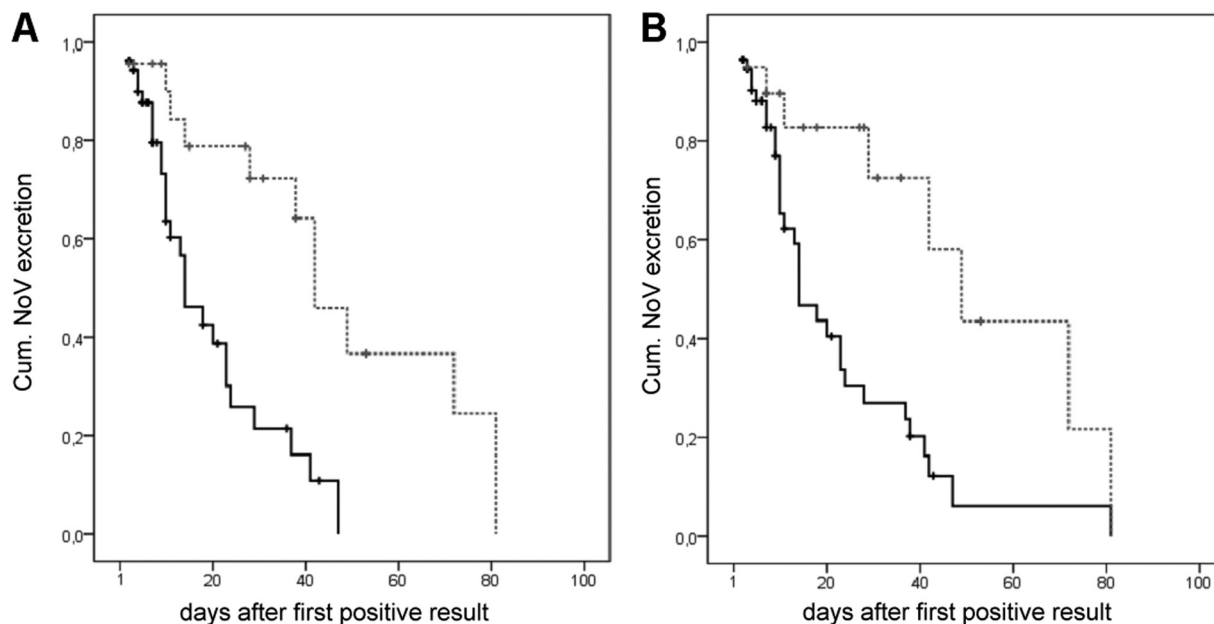 A
1,0
0,8
0,6
0,4
0,2
0,0
Cum. NoV excretion
1 20 40 60 80 100
days after first positive result
B
1,0
0,8
0,6
0,4
0,2
0,0
Cum. NoV excretion
1 20 40 60 80 100
days after first positive result